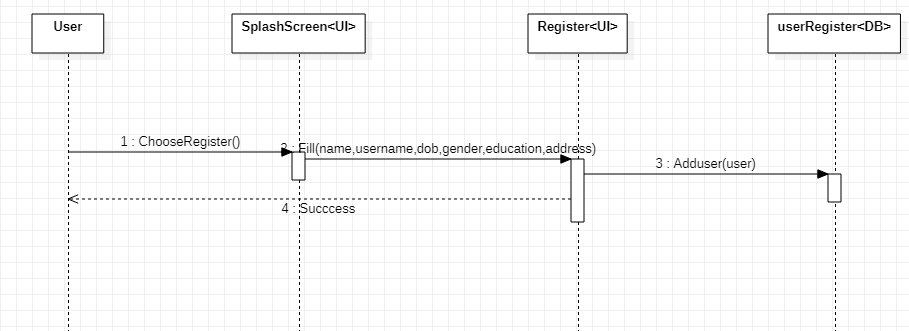 User
SplashScreen<UI>
Register<UI>
userRegister<DB>
1 : ChooseRegister()
2 : Fill(name,username,dob,gender,education,address)
3 : Adduser(user)
4 : Succcess